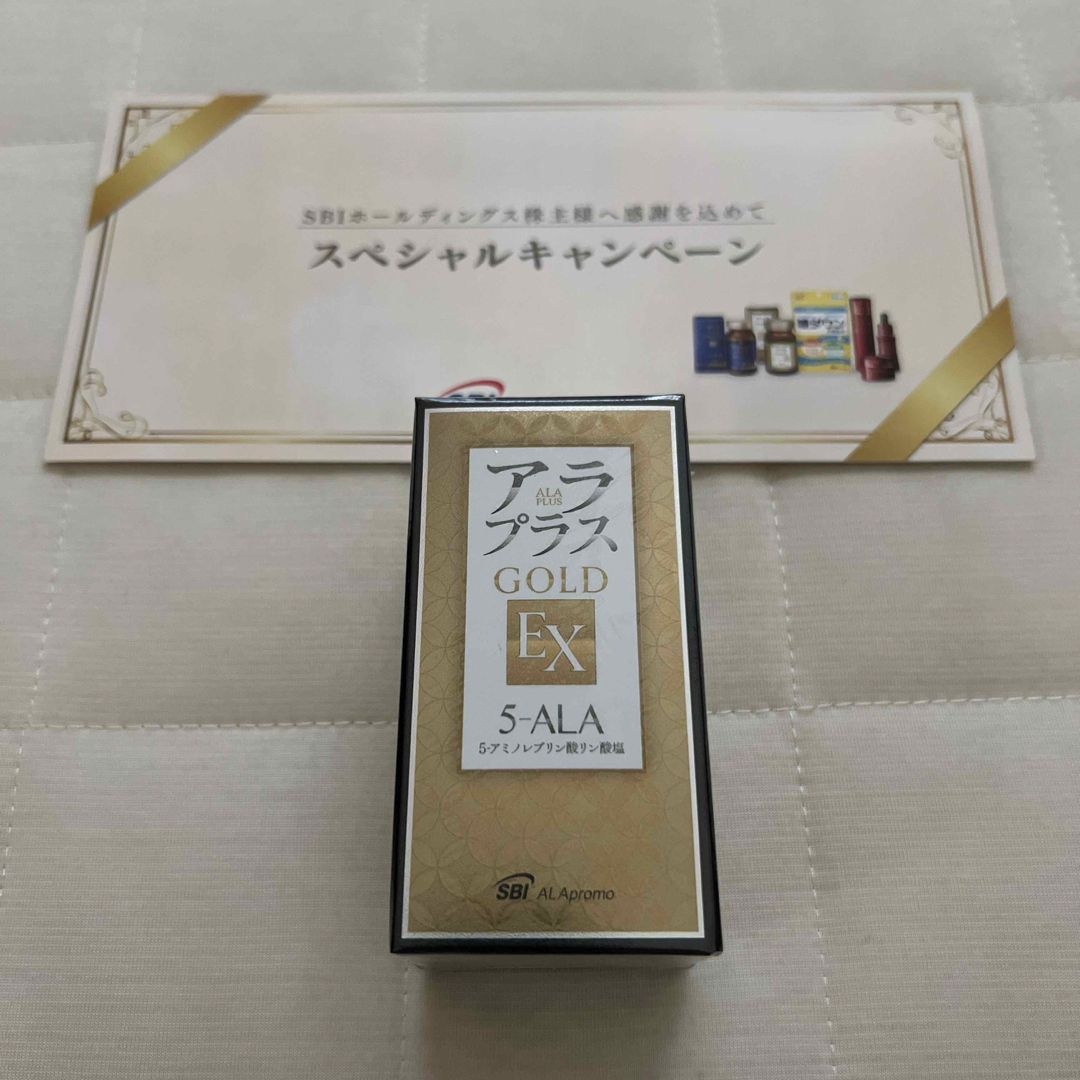 SBIホールディングス株主様へ感謝を込めて
スペシャルキャンペーン
SBI
アラ
ALA
PLUS
プラス
GOLD
EX
5-ALA
5-アミノレブリン酸リン酸塩
SBI ALApromo